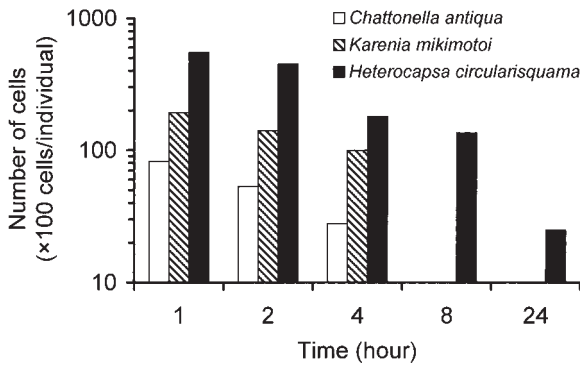 Number of cells
(×100 cells/individual)
1000
100
10
Chattonella antiqua
Karenia mikimotoi
Heterocapsa circularisquama
1 2 4 8 24
Time (hour)